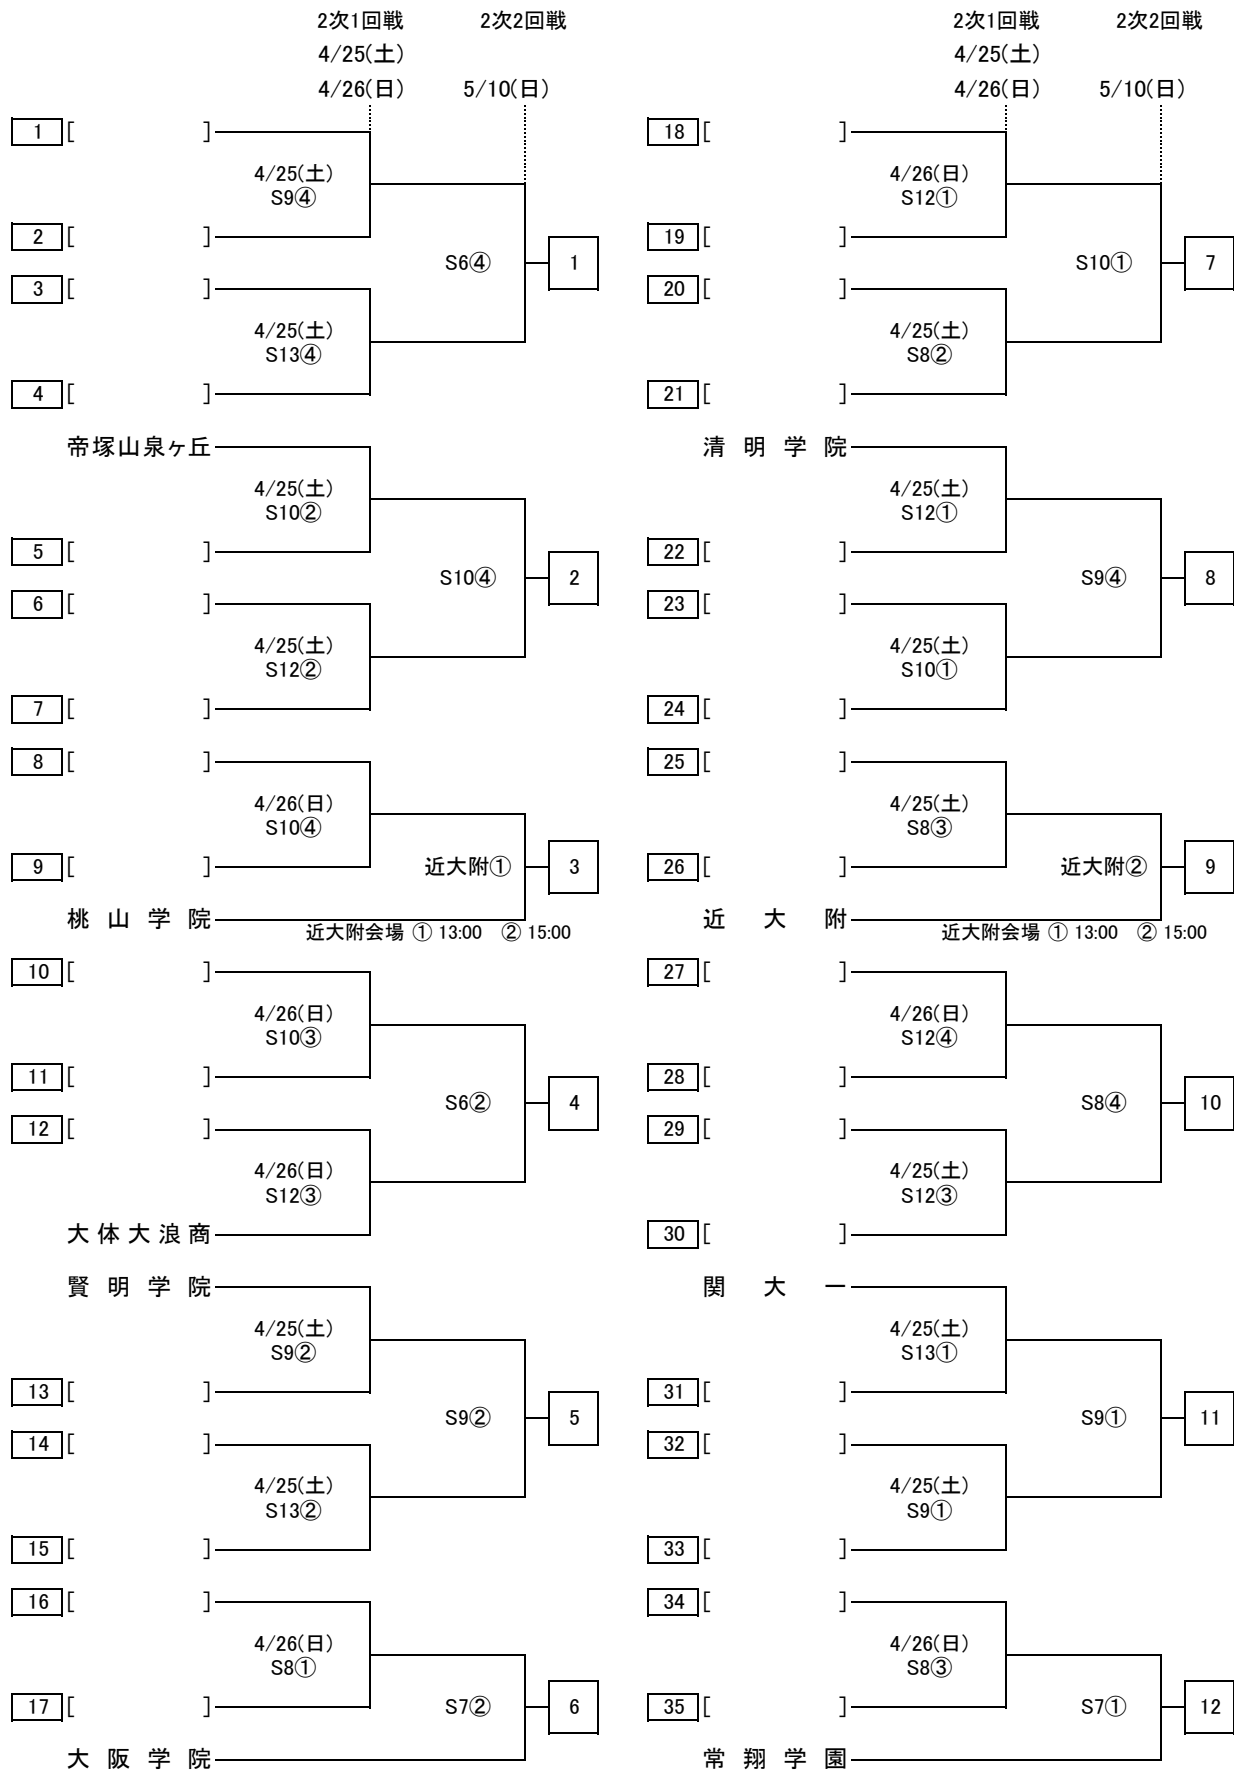 2次1回戦 2次2回戦
4/25(土)
4/26(日) 5/10(日)
1 [ ]
4/25(土)
S9④
2 [ ]
S6④ 1
3 [ ]
4/25(土)
S13④
4 [ ]
帝塚山泉ヶ丘
4/25(土)
S10②
5 [ ]
S10④ 2
6 [ ]
4/25(土)
S12②
7 [ ]
8 [ ]
4/26(日)
S10④
9 [ ] 近大附① 3
桃山学院
近大附会場 ① 13:00 ② 15:00
10 [ ]
4/26(日)
S10③
11 [ ]
S6② 4
12 [ ]
4/26(日)
S12③
大体大浪商
賢明学院
4/25(土)
S9②
13 [ ]
S9② 5
14 [ ]
4/25(土)
S13②
15 [ ]
16 [ ]
4/26(日)
S8①
17 [ ] S7② 6
大阪学院
2次1回戦 2次2回戦
4/25(土)
4/26(日) 5/10(日)
18 [ ]
4/26(日)
S12①
19 [ ]
S10① 7
20 [ ]
4/25(土)
S8②
21 [ ]
清明学院
4/25(土)
S12①
22 [ ]
S9④ 8
23 [ ]
4/25(土)
S10①
24 [ ]
25 [ ]
4/25(土)
S8③
26 [ ] 近大附② 9
近大附
近大附会場 ① 13:00 ② 15:00
27 [ ]
4/26(日)
S12④
28 [ ]
S8④ 10
29 [ ]
4/25(土)
S12③
30 [ ]
関大一
4/25(土)
S13①
31 [ ]
S9① 11
32 [ ]
4/25(土)
S9①
33 [ ]
34 [ ]
4/26(日)
S8③
35 [ ] S7① 12
常翔学園